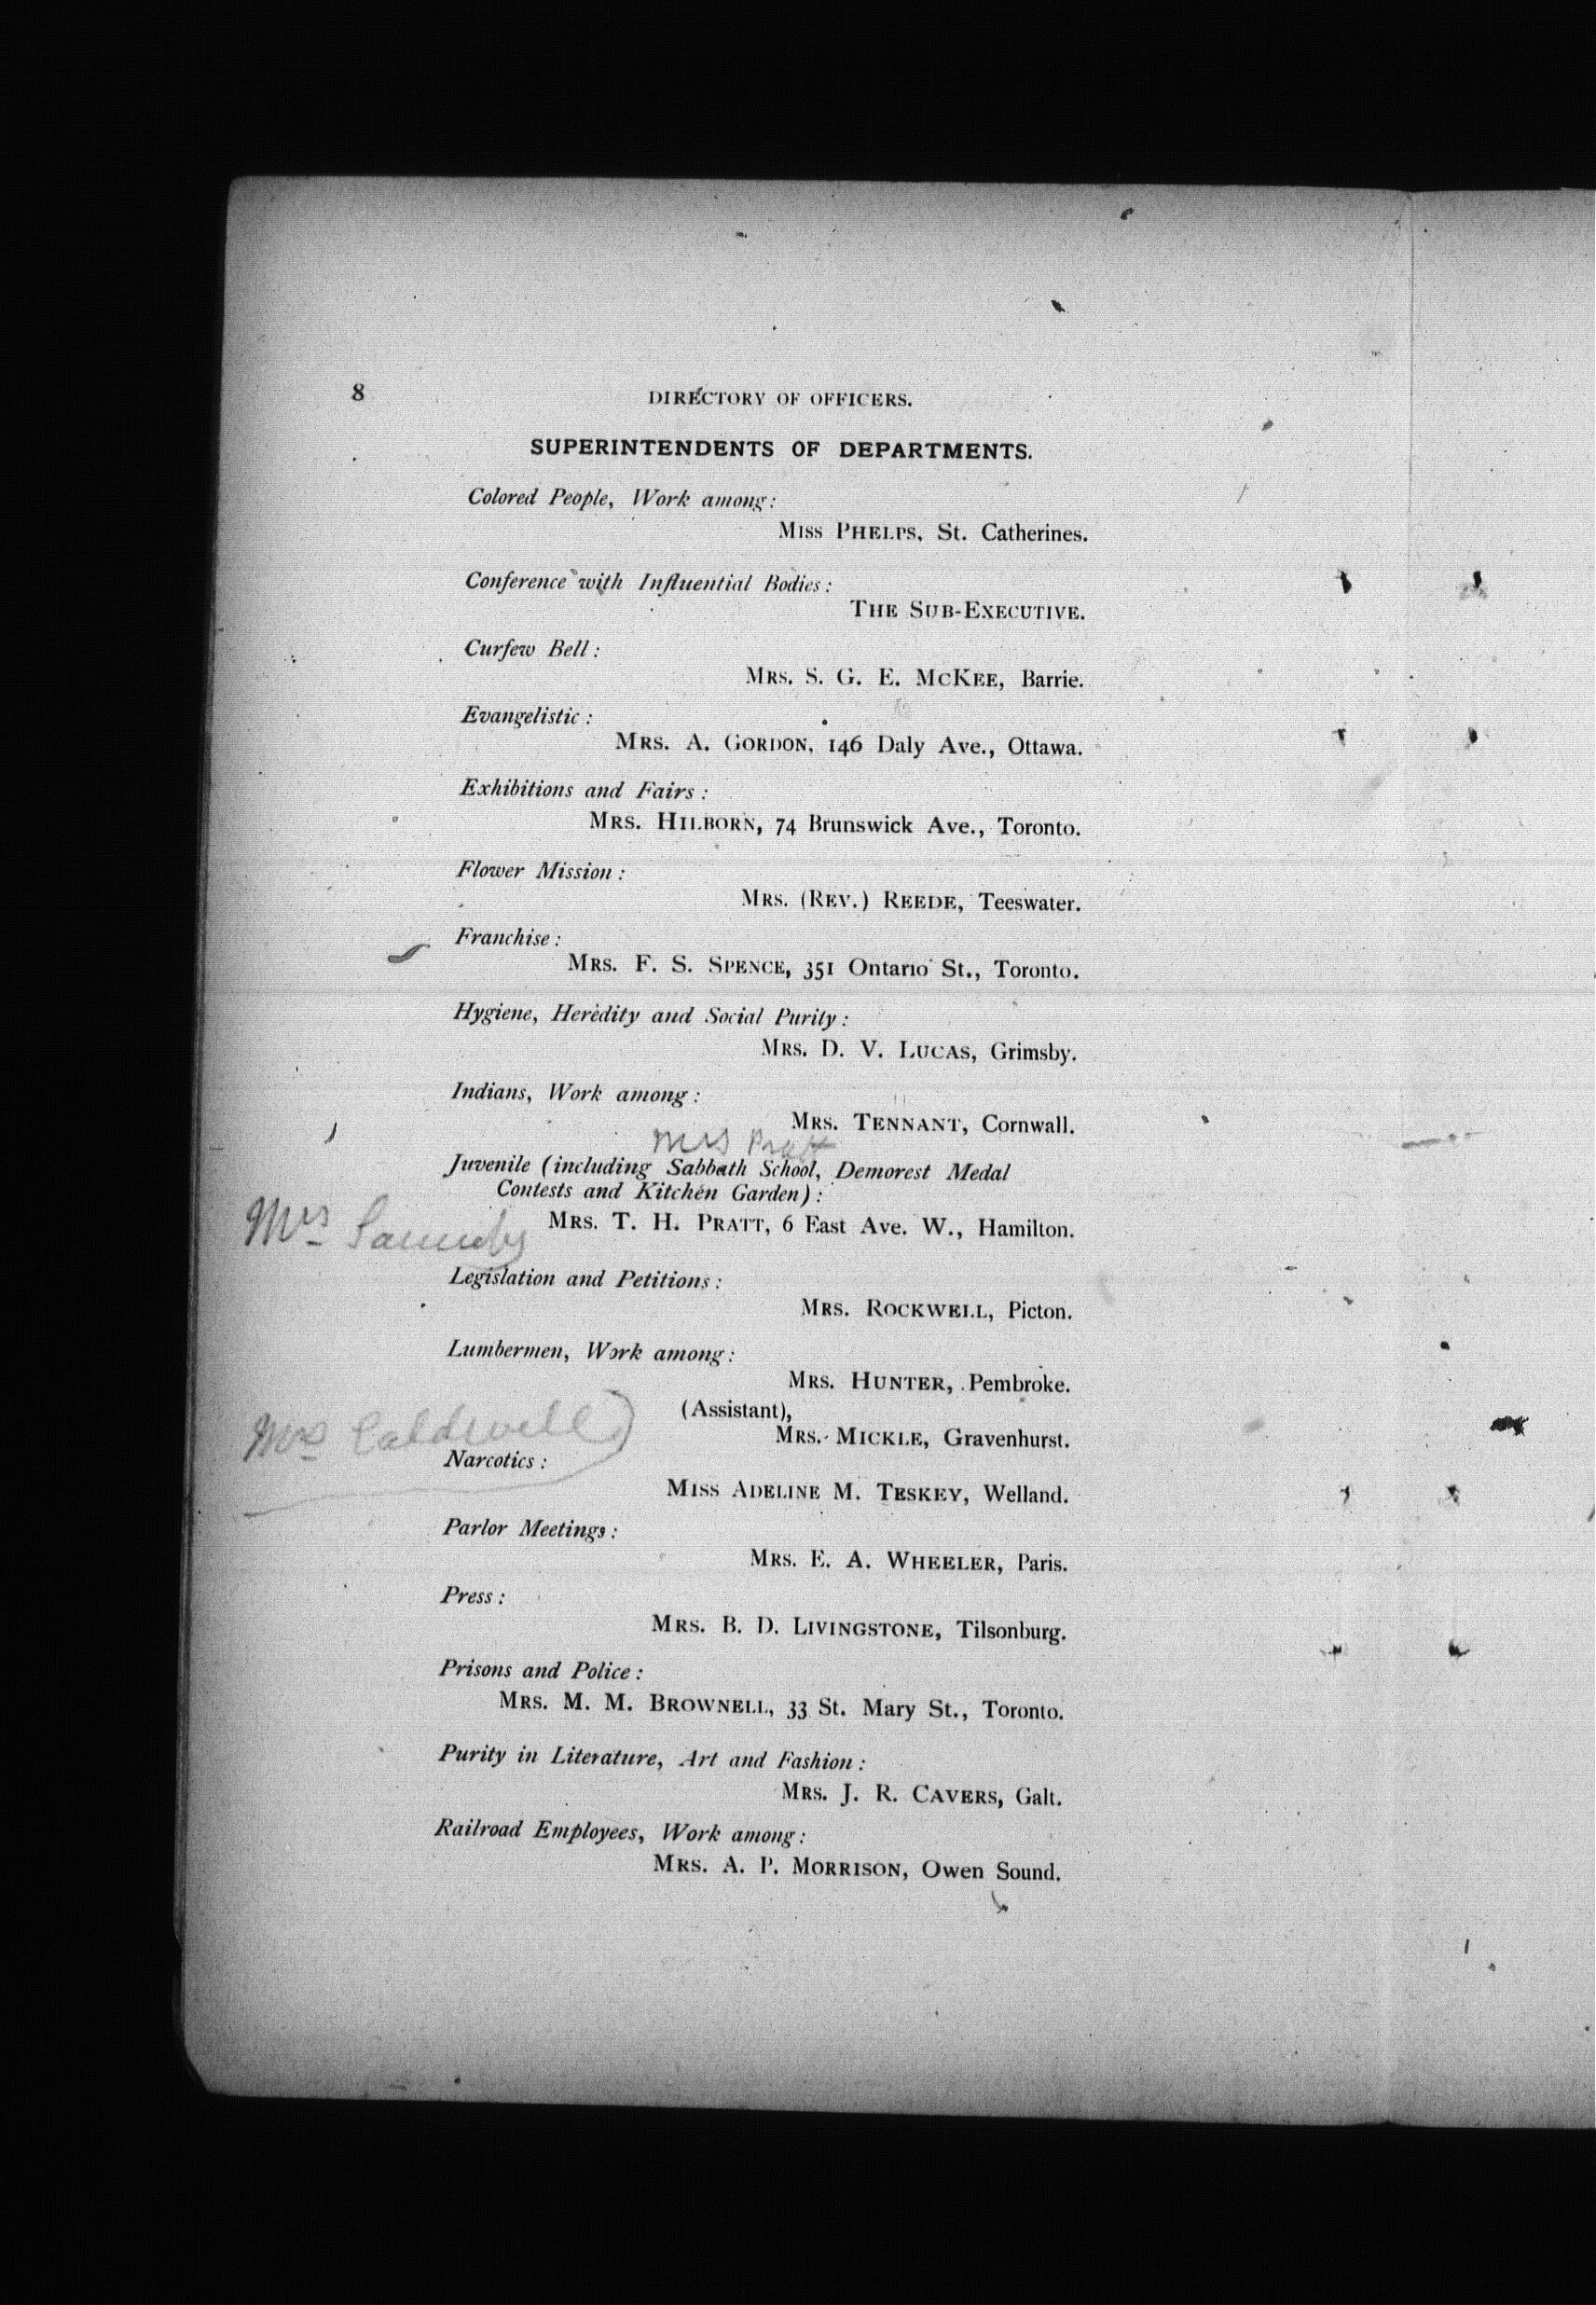 8
DIRECTORY OF OFFICERS.
SUPERINTENDENTS OF DEPARTMENTS.
Colored People, Work among:
MISS PHELPS, St. Catherines.
Conference with Influential Bodies:
THE SUB-EXECUTIVE.
Curfew Bell:
MRS. S. G. E. MCKEE, Barrie.
Evangelistic:
MRS. A. GORDON, 146 Daly Ave., Ottawa.
Exhibitions and Fairs:
MRS. HILBORN, 74 Brunswick Ave., Toronto.
Flower Mission:
MRS. (REV.) REEDE, Teeswater.
Franchise:
MRS. F. S. SPENCE, 351 Ontario St., Toronto.
Hygiene, Heredity and Social Purity:
MRS. D. V. LUCAS, Grimsby.
Indians, Work among:
MRS. TENNANT, Cornwall.
Mrs Pratt
Juvenile (including Sabbath School, Demorest Medal
Contests and Kitchen Garden):
MRS. T. H. PRATT, 6 East Ave. W., Hamilton.
Mrs
Legislation and Petitions:
MRS. ROCKWELL, Picton.
Lumbermen, Work among:
MRS. HUNTER, Pembroke.
(Assistant),
MRS. MICKLE, Gravenhurst.
Mrs Caldwell)
Narcotics:
MISS ADELINE M. TESKEY, Welland.
Parlor Meetings:
MRS. E. A. WHEELER, Paris.
Press:
MRS. B. D. LIVINGSTONE, Tilsonburg.
Prisons and Police:
MRS. M. M. BROWNELL, 33 St. Mary St., Toronto.
Purity in Literature, Art and Fashion:
MRS. J. R. CAVERS, Galt.
Railroad Employees, Work among:
MRS. A. P. MORRISON, Owen Sound.